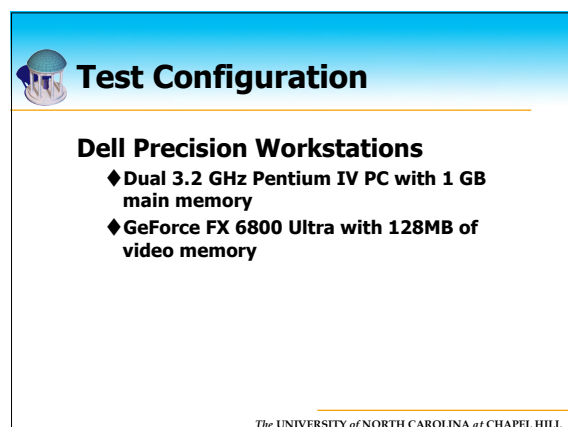 Test Configuration
Dell Precision Workstations
♦Dual 3.2 GHz Pentium IV PC with 1 GB
main memory
♦GeForce FX 6800 Ultra with 128MB of
video memory
The UNIVERSITY of NORTH CAROLINA at CHAPEL HILL